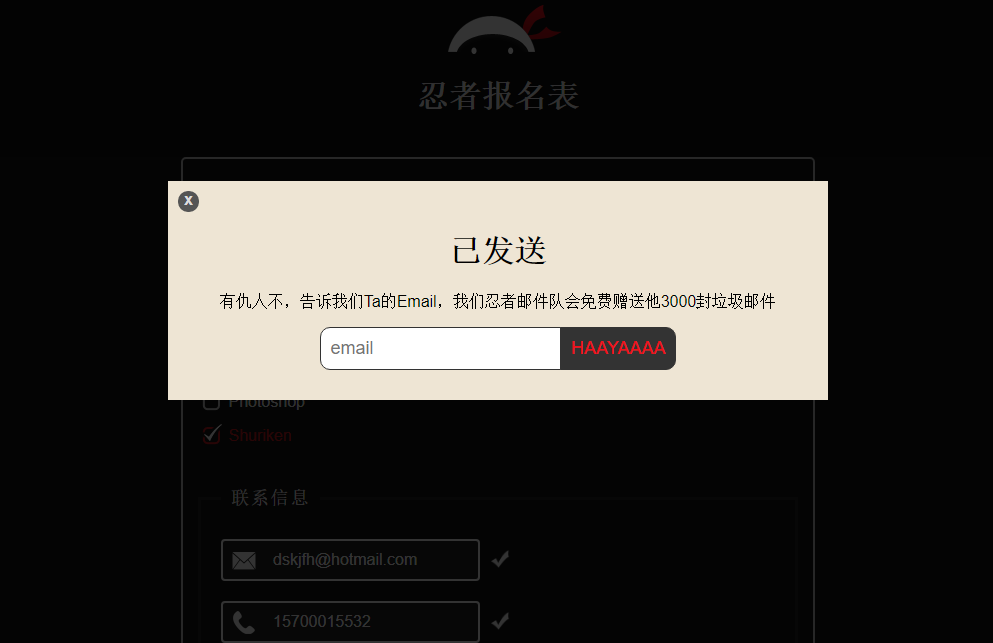 忍者报名表
x
已发送
有仇人不，告诉我们Ta的Email，我们忍者邮件队会免费赠送他3000封垃圾邮件
email
HAAYAAAA
Photoshop
Shuriken
联系信息
dskjfh@hotmail.com
15700015532